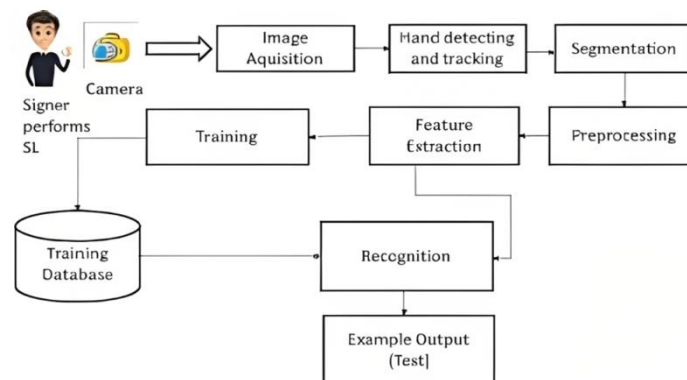 Signer
performs
SL
Camera
Image
Aquisition
Hand detecting
and tracking
Segmentation
Preprocessing
Feature
Extraction
Training
Training
Database
Recognition
Example Output
(Test]